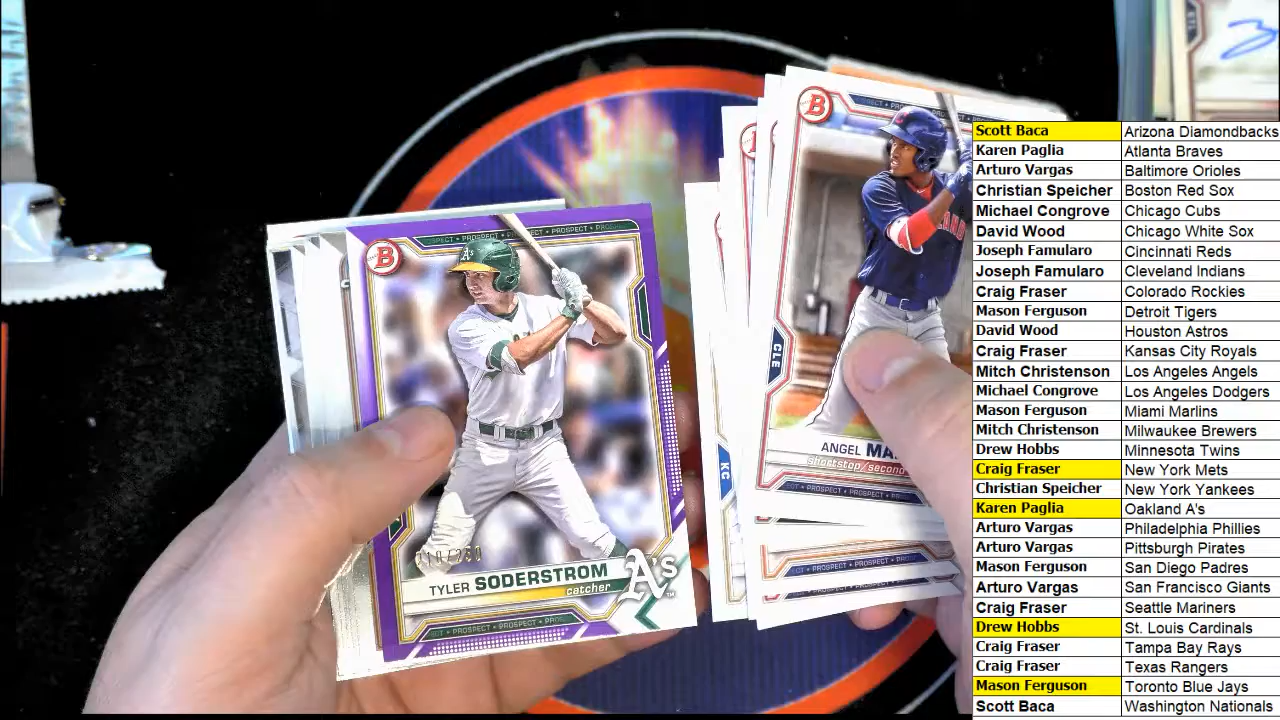 B
TYLER SODERSTROM
catcher
A's
PROSPECT
B
CLE
KC
ANGEL
shortstop/second
PROSPECT
Scott Baca Arizona Diamondbacks
Karen Paglia Atlanta Braves
Arturo Vargas Baltimore Orioles
Christian Speicher Boston Red Sox
Michael Congrove Chicago Cubs
David Wood Chicago White Sox
Joseph Famularo Cincinnati Reds
Joseph Famularo Cleveland Indians
Craig Fraser Colorado Rockies
Mason Ferguson Detroit Tigers
David Wood Houston Astros
Craig Fraser Kansas City Royals
Mitch Christenson Los Angeles Angels
Michael Congrove Los Angeles Dodgers
Mason Ferguson Miami Marlins
Mitch Christenson Milwaukee Brewers
Drew Hobbs Minnesota Twins
Craig Fraser New York Mets
Christian Speicher New York Yankees
Karen Paglia Oakland A's
Arturo Vargas Philadelphia Phillies
Arturo Vargas Pittsburgh Pirates
Mason Ferguson San Diego Padres
Arturo Vargas San Francisco Giants
Craig Fraser Seattle Mariners
Drew Hobbs St. Louis Cardinals
Craig Fraser Tampa Bay Rays
Craig Fraser Texas Rangers
Mason Ferguson Toronto Blue Jays
Scott Baca Washington Nationals